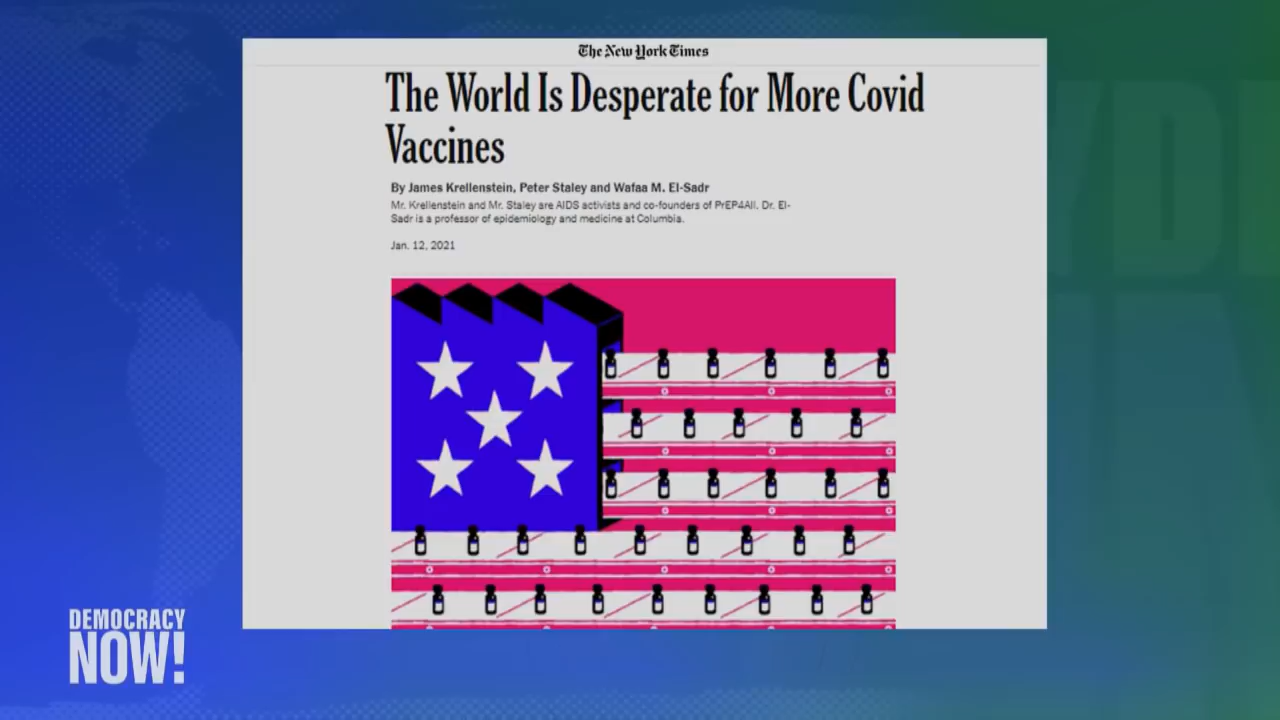 The New York Times
The World Is Desperate for More Covid
Vaccines
By James Krellenstein, Peter Staley and Wafaa M. El-Sadr
Mr. Krellenstein and Mr. Staley are AIDS activists and co-founders of PrEP4All. Dr. El-
Sadr is a professor of epidemiology and medicine at Columbia.
Jan. 12, 2021
DEMOCRACY
NOW!